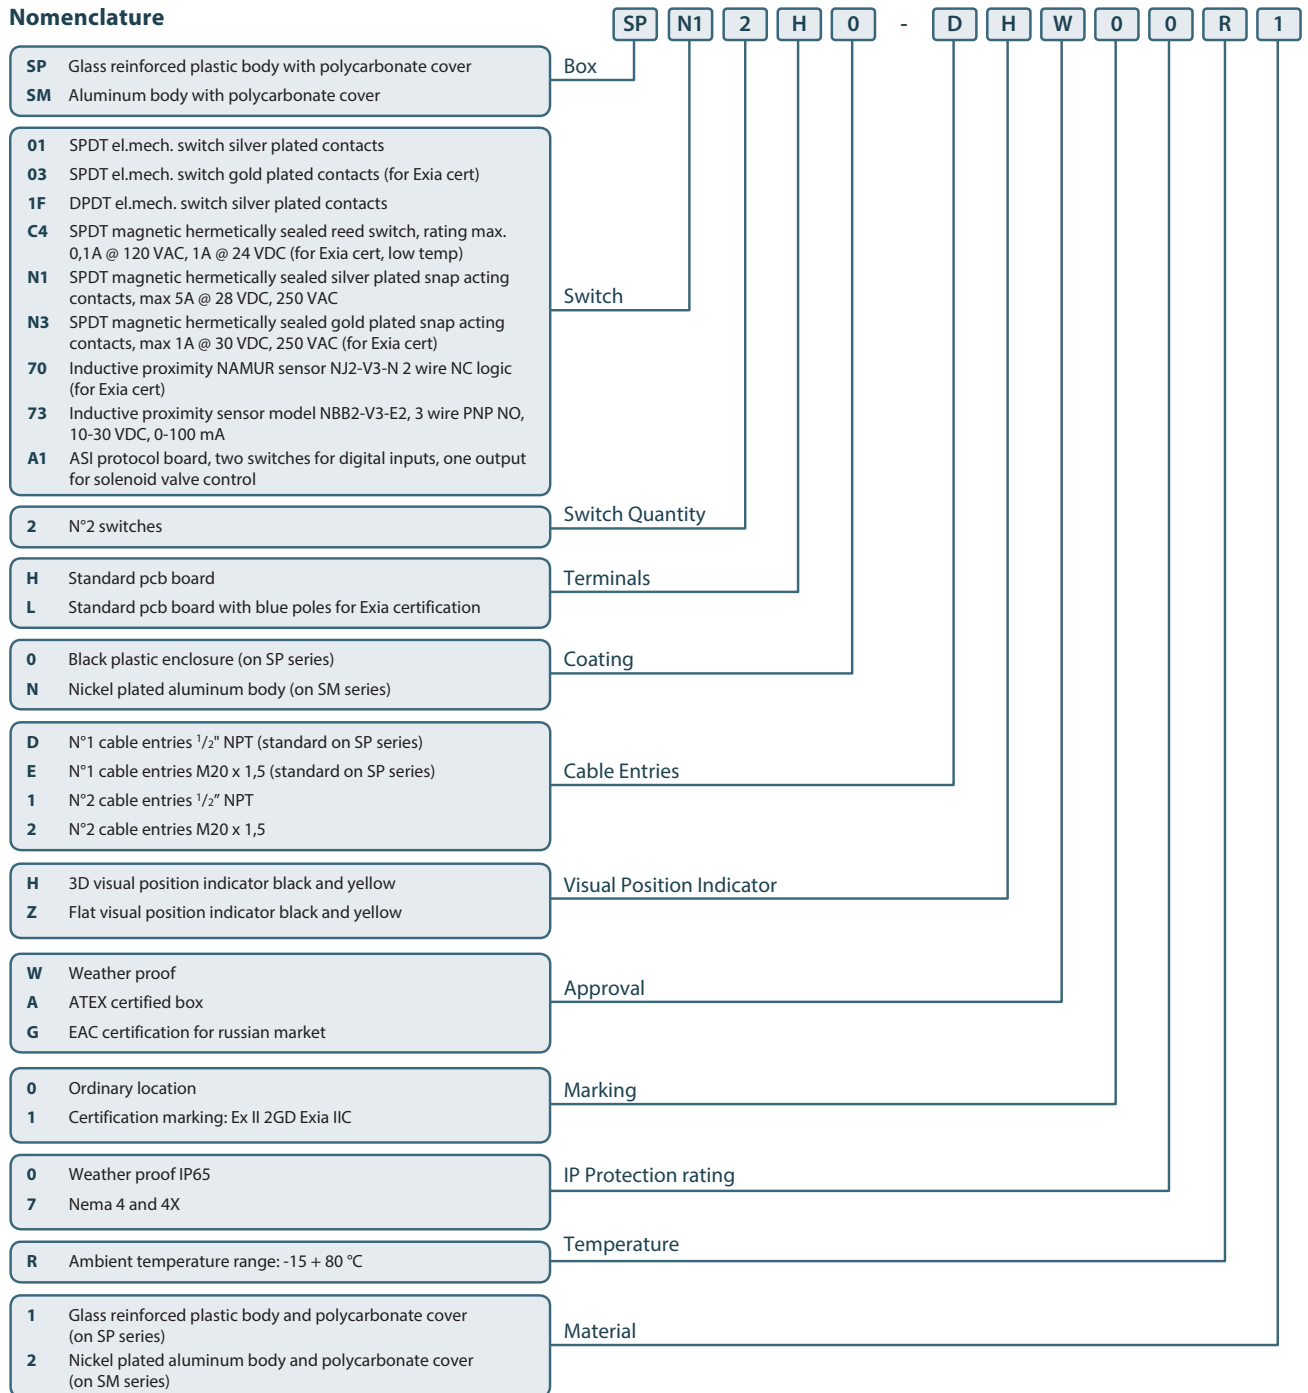 Nomenclature
SP N1 2 H 0 - D H W 0 0 R 1
SP Glass reinforced plastic body with polycarbonate cover
SM Aluminum body with polycarbonate cover
Box
01 SPDT el.mech. switch silver plated contacts
03 SPDT el.mech. switch gold plated contacts (for Exia cert)
1F DPDT el.mech. switch silver plated contacts
C4 SPDT magnetic hermetically sealed reed switch, rating max.
0,1A @ 120 VAC, 1A @ 24 VDC (for Exia cert, low temp)
N1 SPDT magnetic hermetically sealed silver plated snap acting
contacts, max 5A @ 28 VDC, 250 VAC
N3 SPDT magnetic hermetically sealed gold plated snap acting
contacts, max 1A @ 30 VDC, 250 VAC (for Exia cert)
70 Inductive proximity NAMUR sensor NJ2-V3-N 2 wire NC logic
(for Exia cert)
73 Inductive proximity sensor model NBB2-V3-E2, 3 wire PNP NO,
10-30 VDC, 0-100 mA
A1 ASI protocol board, two switches for digital inputs, one output
for solenoid valve control
Switch
2 N°2 switches
Switch Quantity
H Standard pcb board
L Standard pcb board with blue poles for Exia certification
Terminals
0 Black plastic enclosure (on SP series)
N Nickel plated aluminum body (on SM series)
Coating
D N°1 cable entries 1/2" NPT (standard on SP series)
E N°1 cable entries M20 x 1,5 (standard on SP series)
1 N°2 cable entries 1/2” NPT
2 N°2 cable entries M20 x 1,5
Cable Entries
H 3D visual position indicator black and yellow
Z Flat visual position indicator black and yellow
Visual Position Indicator
W Weather proof
A ATEX certified box
G EAC certification for russian market
Approval
0 Ordinary location
1 Certification marking: Ex II 2GD Exia IIC
Marking
0 Weather proof IP65
7 Nema 4 and 4X
IP Protection rating
R Ambient temperature range: -15 + 80 °C
Temperature
1 Glass reinforced plastic body and polycarbonate cover
(on SP series)
2 Nickel plated aluminum body and polycarbonate cover
(on SM series)
Material